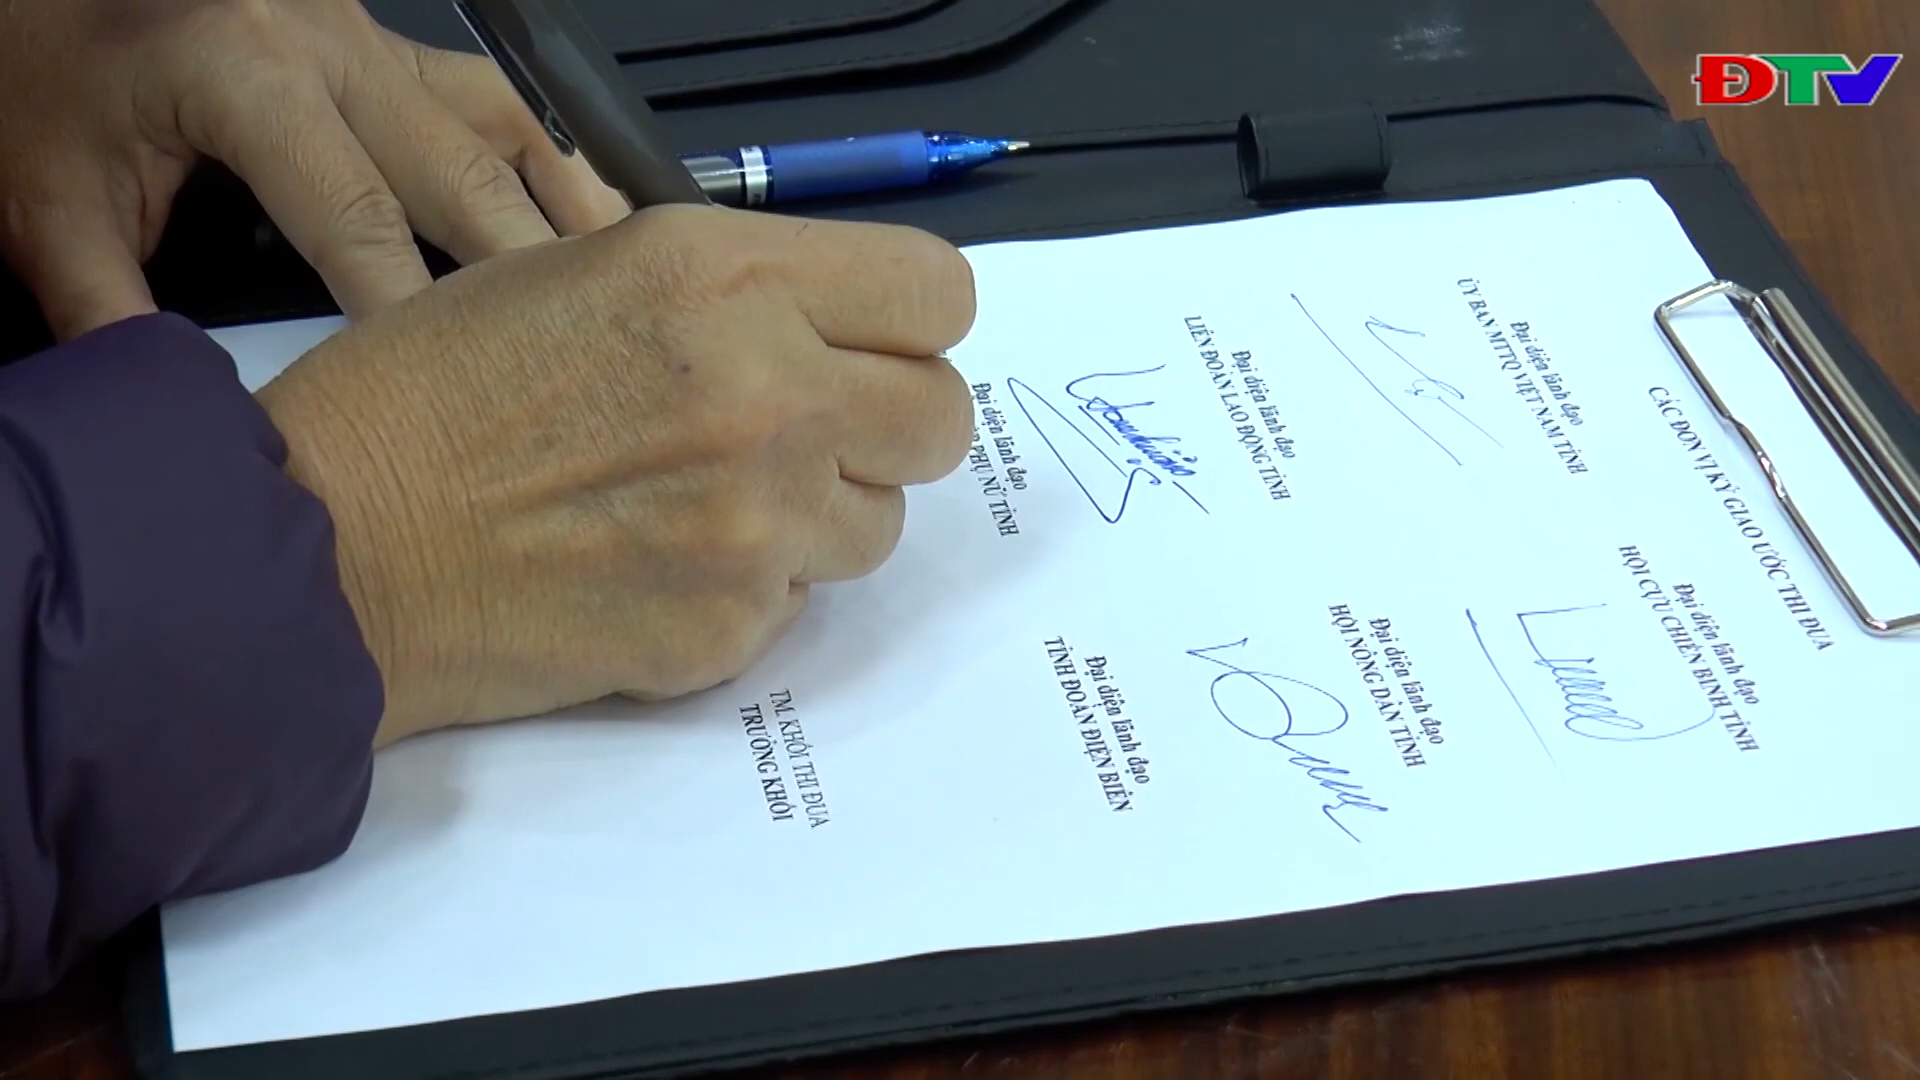 ĐTV
CÁC ĐƠN VỊ KÝ GIAO ƯỚC THI ĐUA
Đại diện lãnh đạo
ỦY BAN MTTQ VIỆT NAM TỈNH
Đại diện lãnh đạo
HỘI CỰU CHIẾN BINH TỈNH
Đại diện lãnh đạo
LIÊN ĐOÀN LAO ĐỘNG TỈNH
Đại diện lãnh đạo
HỘI NÔNG DÂN TỈNH
Đại diện lãnh đạo
PHỤ NỮ TỈNH
Đại diện lãnh đạo
TỈNH ĐOÀN ĐIỆN BIÊN
TM. KHỐI THI ĐUA
TRƯỞNG KHỐI